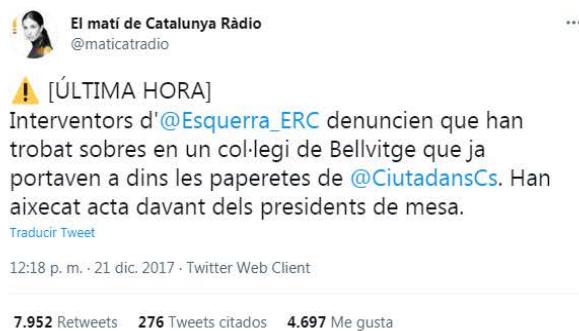 El matí de Catalunya Ràdio
@maticatradio
[ÚLTIMA HORA]
Interventors d'@Esquerra_ERC denuncien que han
trobat sobres en un col·legi de Bellvitge que ja
portaven a dins les paperetes de @CiutadansCs. Han
aixecat acta davant dels presidents de mesa.
Traducir Tweet
12:18 p. m. · 21 dic. 2017 · Twitter Web Client
7.952 Retweets 276 Tweets citados 4.697 Me gusta